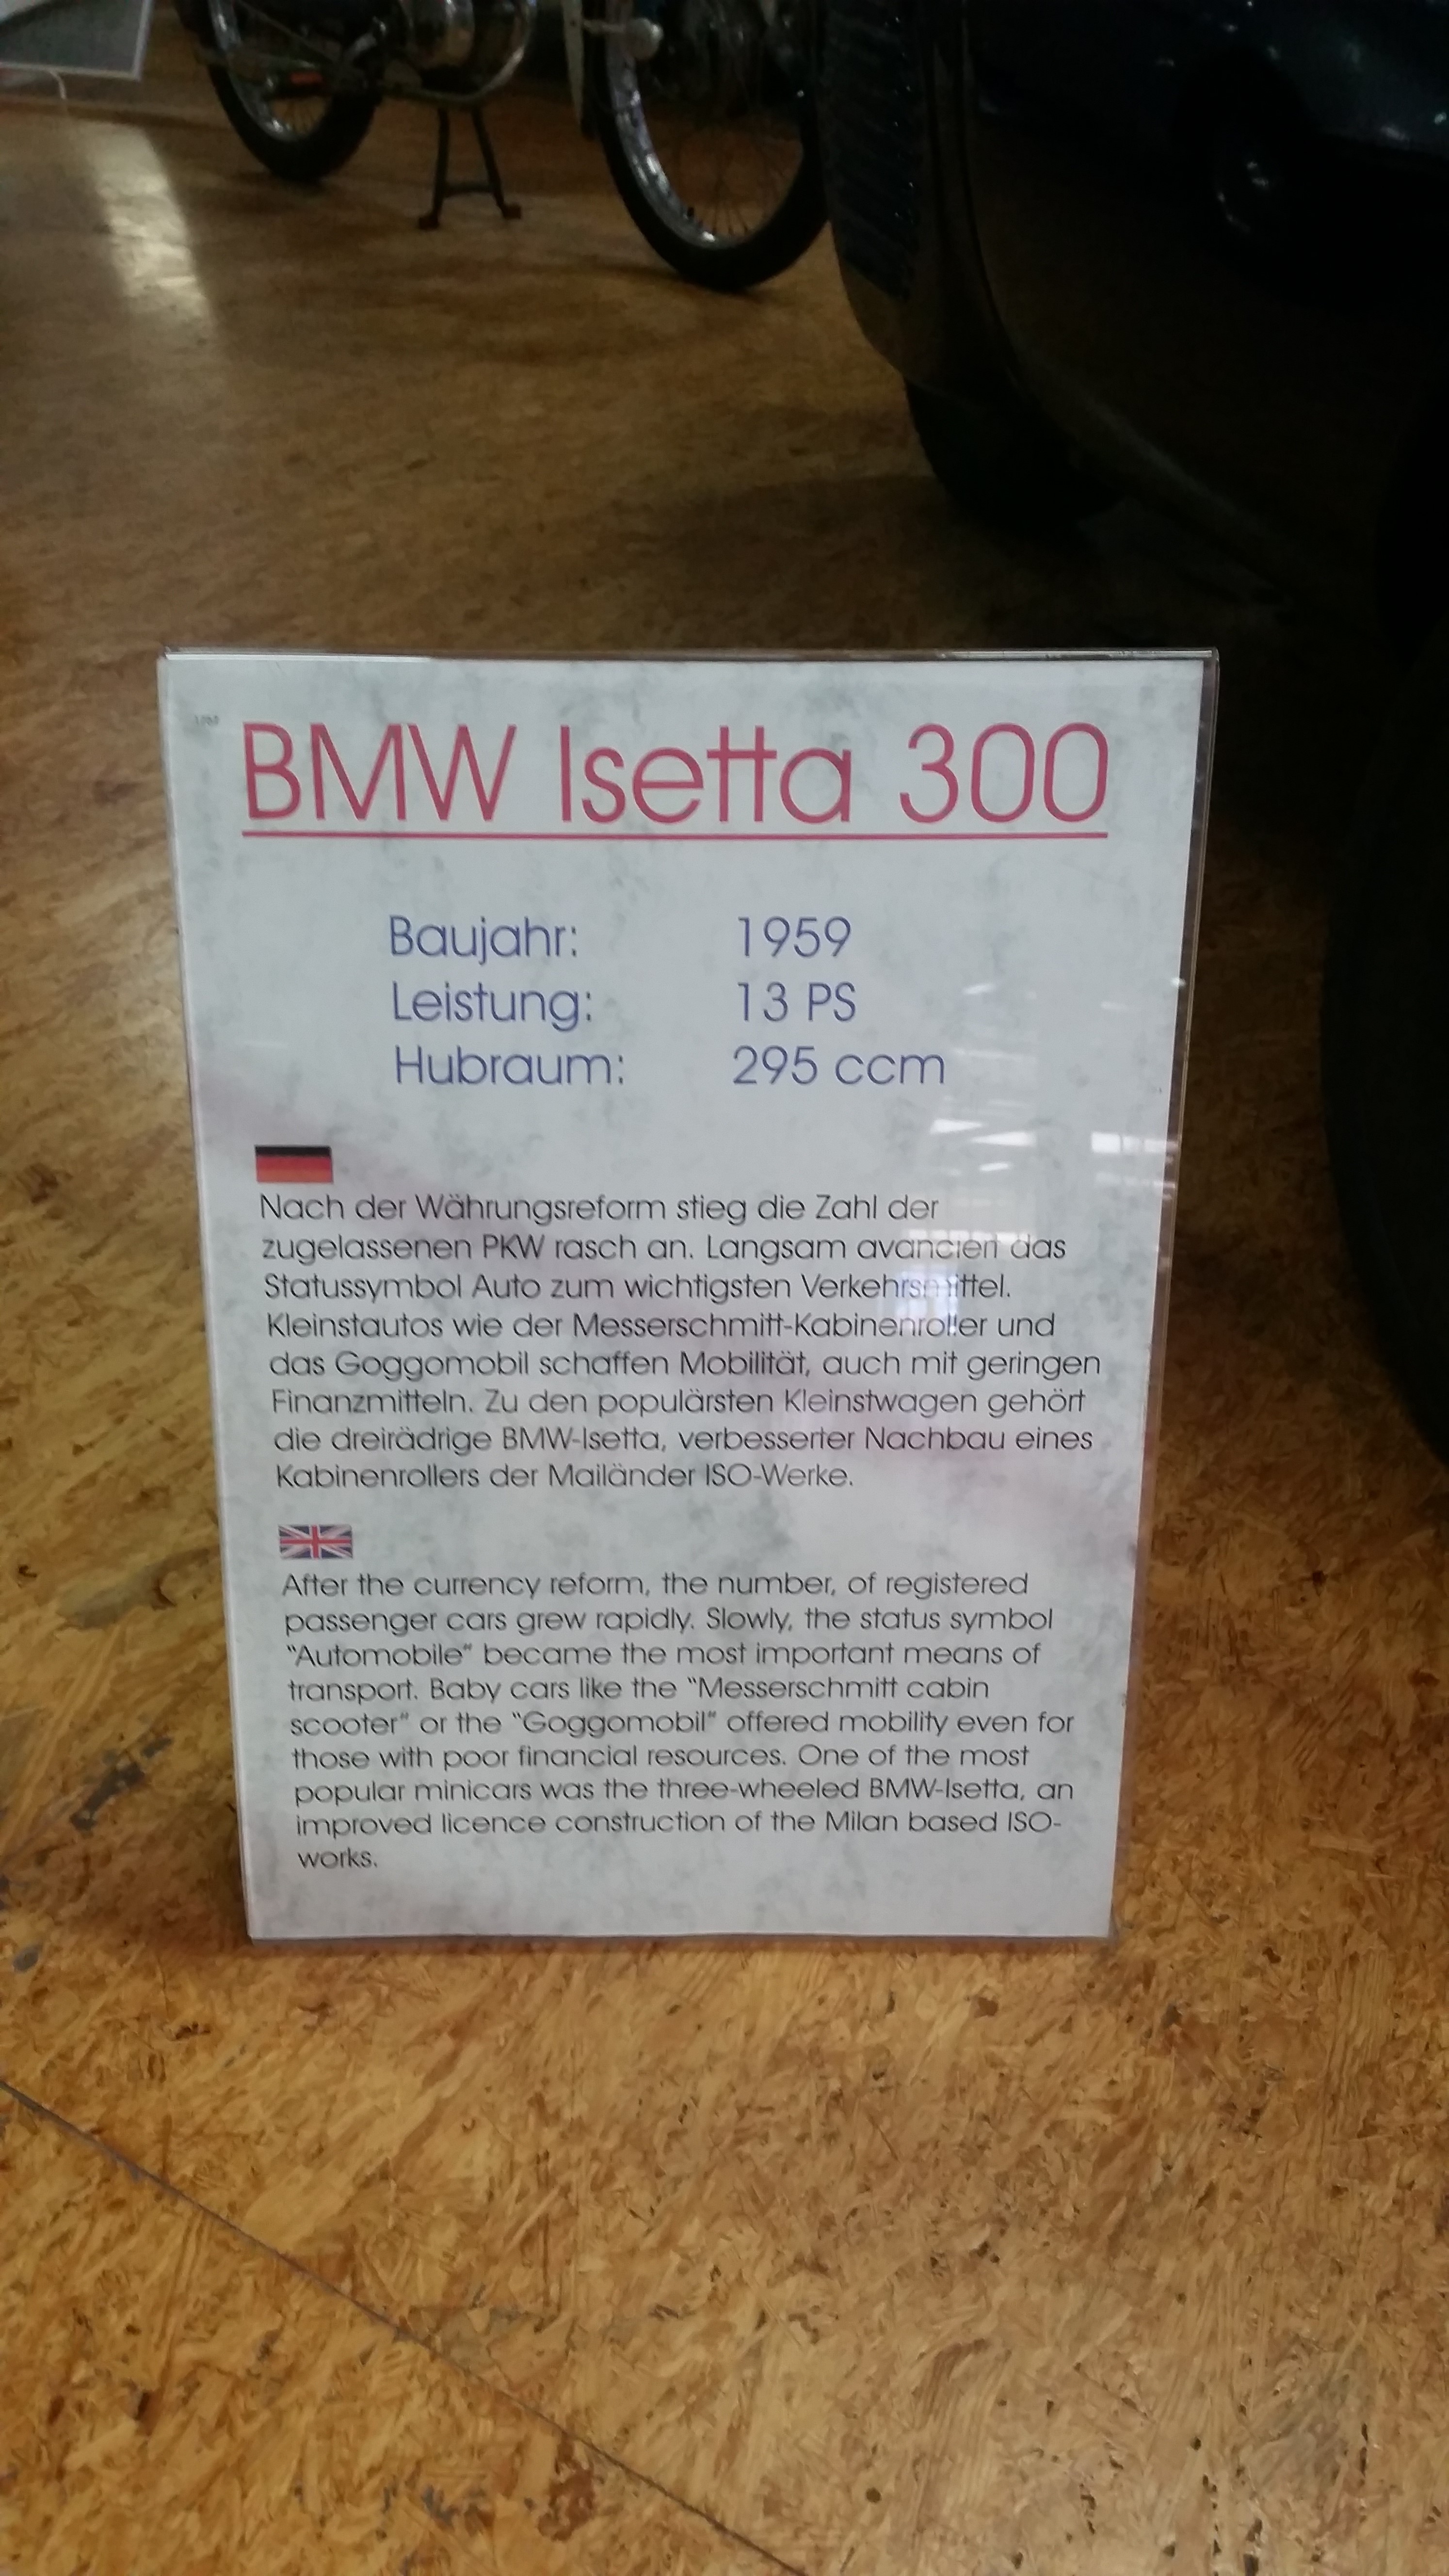 BMW Isetta 300
Baujahr: 1959
Leistung: 13 PS
Hubraum: 295 ccm
Nach der Währungsreform stieg die Zahl der
zugelassenen PKW rasch an. Langsam avanciert das
Statussymbol Auto zum wichtigsten Verkehrsmittel.
Kleinstautos wie der Messerschmitt-Kabinenroller und
das Goggomobil schaffen Mobilität, auch mit geringen
Finanzmitteln. Zu den populärsten Kleinstwagen gehört
die dreirädrige BMW-Isetta, verbesserter Nachbau eines
Kabinenrollers der Mailänder ISO-Werke.
After the currency reform, the number, of registered
passenger cars grew rapidly. Slowly, the status symbol
"Automobile" became the most important means of
transport. Baby cars like the "Messerschmitt cabin
scooter" or the "Goggomobil" offered mobility even for
those with poor financial resources. One of the most
popular minicars was the three-wheeled BMW-Isetta, an
improved licence construction of the Milan based ISO-
works.